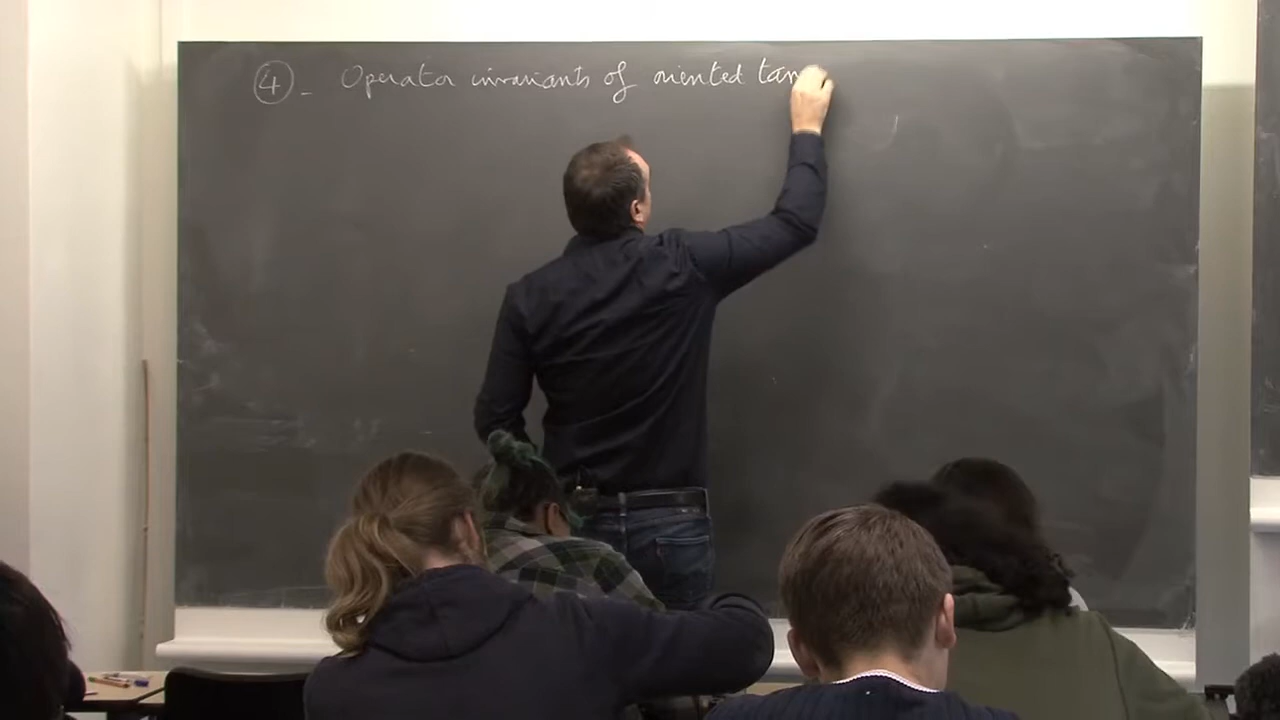 ④ - Operator invariants of oriented tan